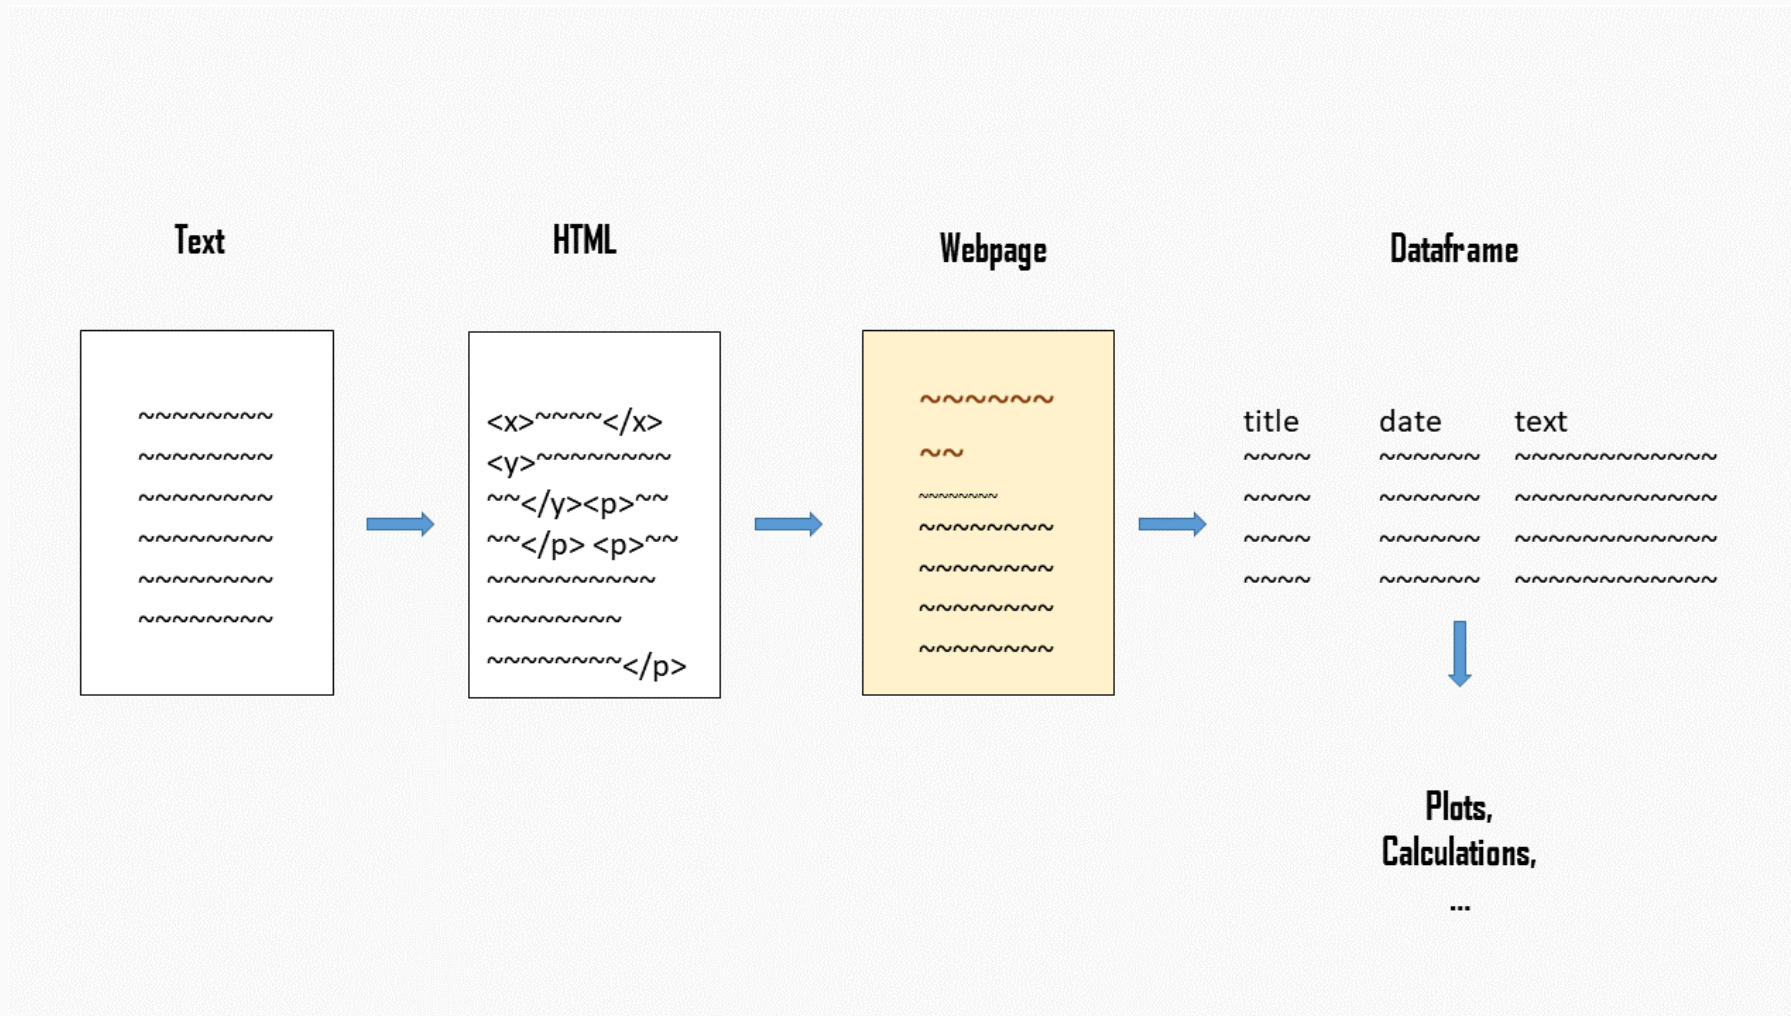 Text
HTML
Webpage
Dataframe
~~~~~~~~
~~~~~~~~
~~~~~~~~
~~~~~~~~
~~~~~~~~
~~~~~~~~
<x>~~~~</x>
<y>~~~~~~~~
~~</y><p>~~
~~</p> <p>~~
~~~~~~~~~~
~~~~~~~~
~~~~~~~~</p>
~~~~~~
~~
~~~~~~~~
~~~~~~~~
~~~~~~~~
~~~~~~~~
~~~~~~~~
title date text
~~~~ ~~~~~~ ~~~~~~~~~~~~
~~~~ ~~~~~~ ~~~~~~~~~~~~
~~~~ ~~~~~~ ~~~~~~~~~~~~
~~~~ ~~~~~~ ~~~~~~~~~~~~
Plots,
Calculations,
...